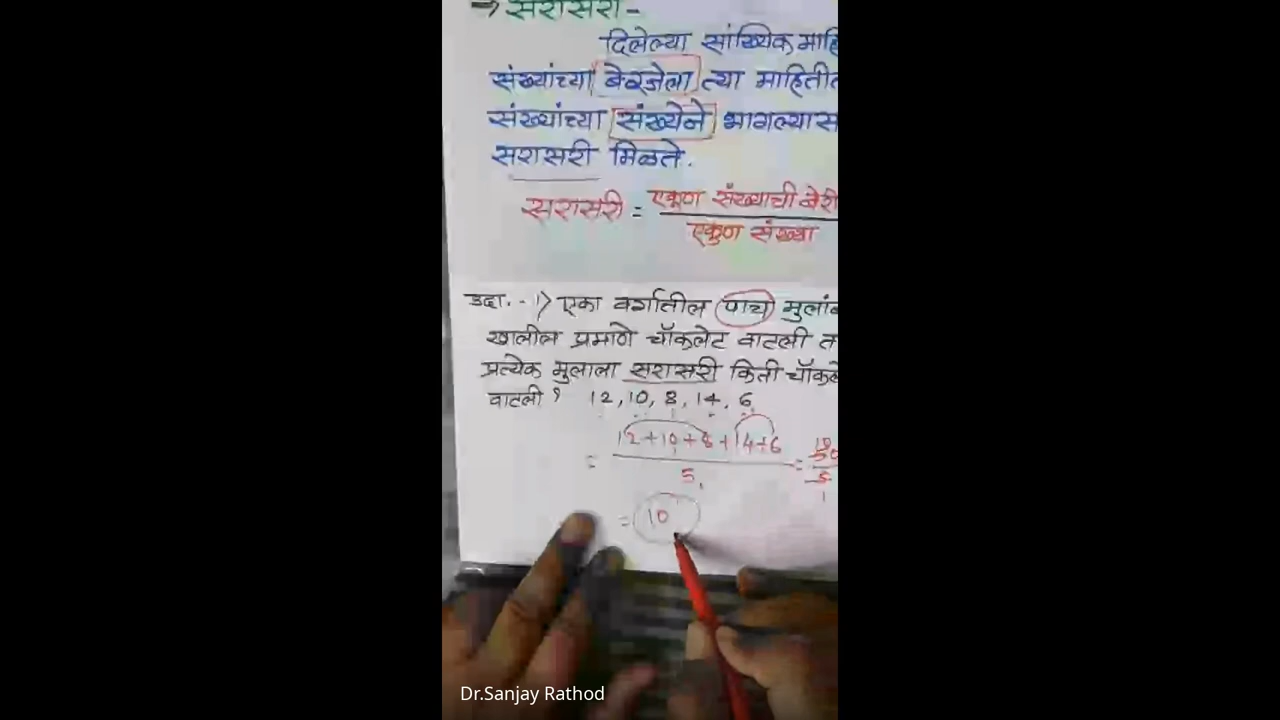 → सरासरी -
दिलेल्या सांख्यिक माहि
संख्यांच्या बेरजेला त्या माहितीत
संख्यांच्या संख्येने भागल्यास
सरासरी मिळते.
सरासरी = एकूण संख्याची बेरी
एकुण संख्या
उदा. - 1) एका वर्गातील पाच मुलांन
खालील प्रमाणे चॉकलेट वाटली त
प्रत्येक मुलाला सरासरी किती चॉकले
वाटली ? 12, 10, 8, 14, 6
= 12+10+8+14+6 =
5
= 10
Dr.Sanjay Rathod